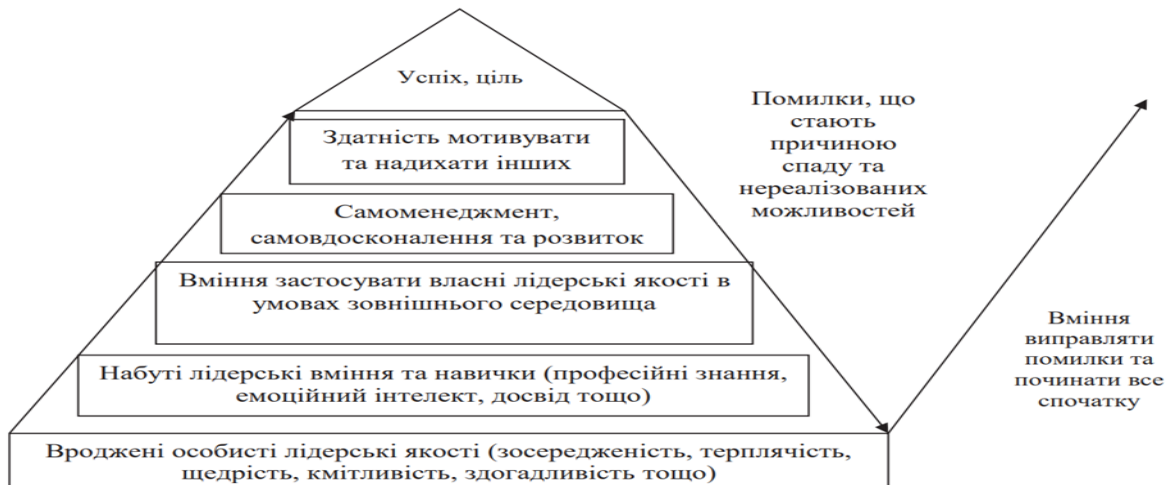 Успіх, ціль
Здатність мотивувати
та надихати інших
Самоменеджмент,
самовдосконалення та розвиток
Вміння застосувати власні лідерські якості в
умовах зовнішнього середовища
Набуті лідерські вміння та навички (професійні знання,
емоційний інтелект, досвід тощо)
Вроджені особисті лідерські якості (зосередженість, терплячість,
щедрість, кмітливість, здогадливість тощо)
Помилки, що
стають
причиною
спаду та
нереалізованих
можливостей
Вміння
виправляти
помилки та
починати все
спочатку